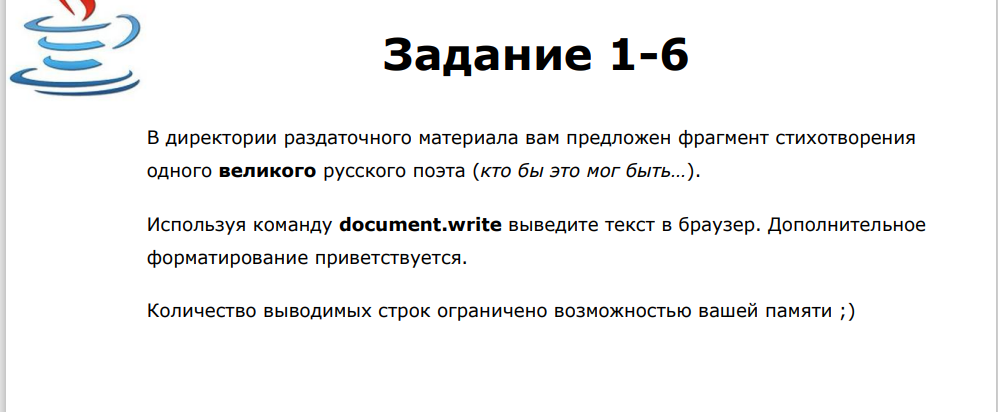 Задание 1-6
В директории раздаточного материала вам предложен фрагмент стихотворения
одного великого русского поэта (кто бы это мог быть...).
Используя команду document.write выведите текст в браузер. Дополнительное
форматирование приветствуется.
Количество выводимых строк ограничено возможностью вашей памяти ;)